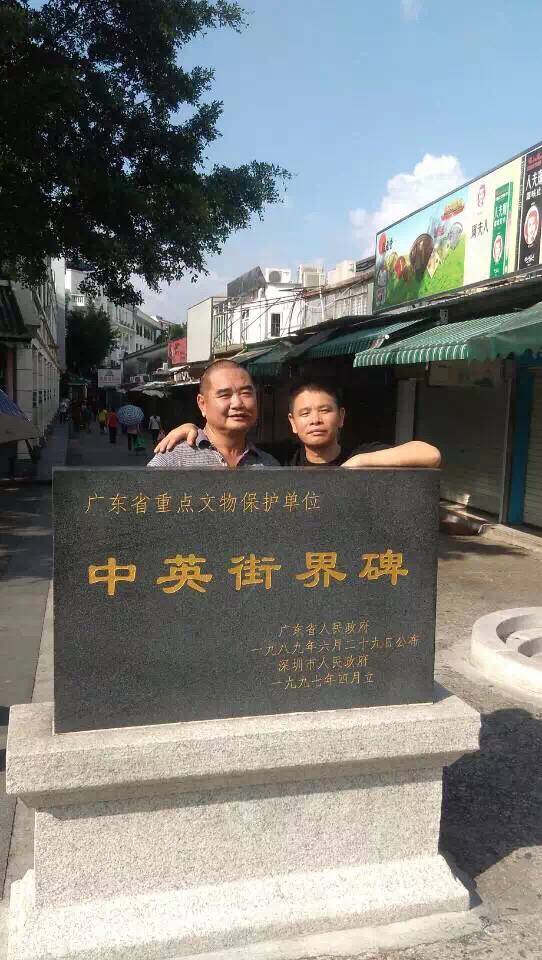 广东省重点文物保护单位
中英街界碑
广东省人民政府
一九八九年六月二十九日公布
深圳市人民政府
一九九七年四月立